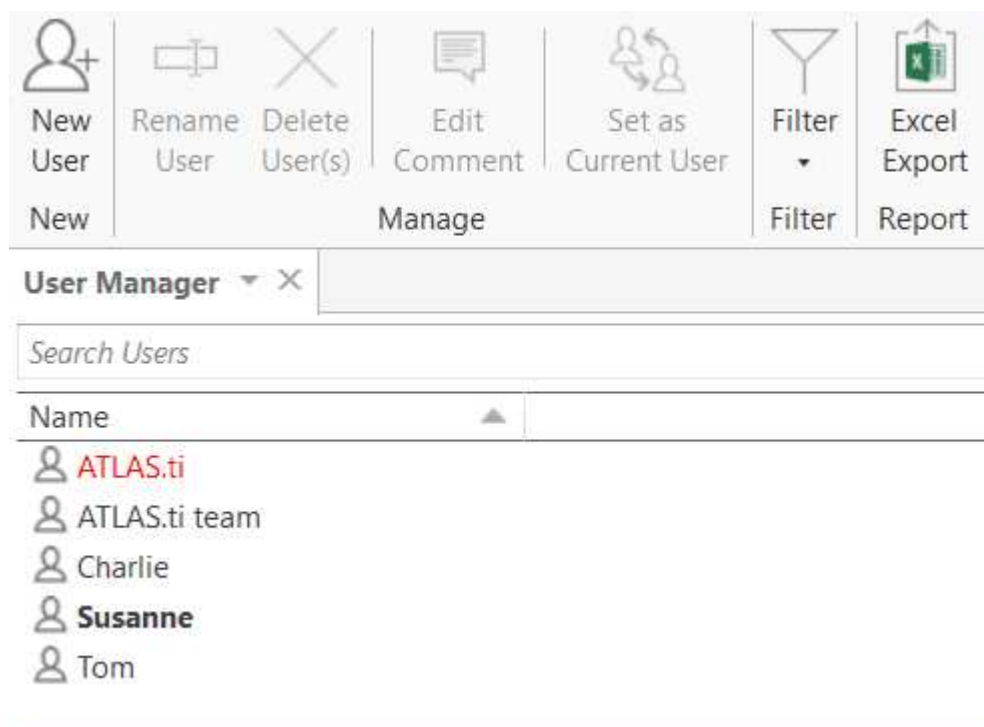 New Rename Delete Edit Set as Filter Excel
User User User(s) Comment Current User Export
New Manage Filter Report
User Manager
Search Users
Name
ATLAS.ti
ATLAS.ti team
Charlie
Susanne
Tom